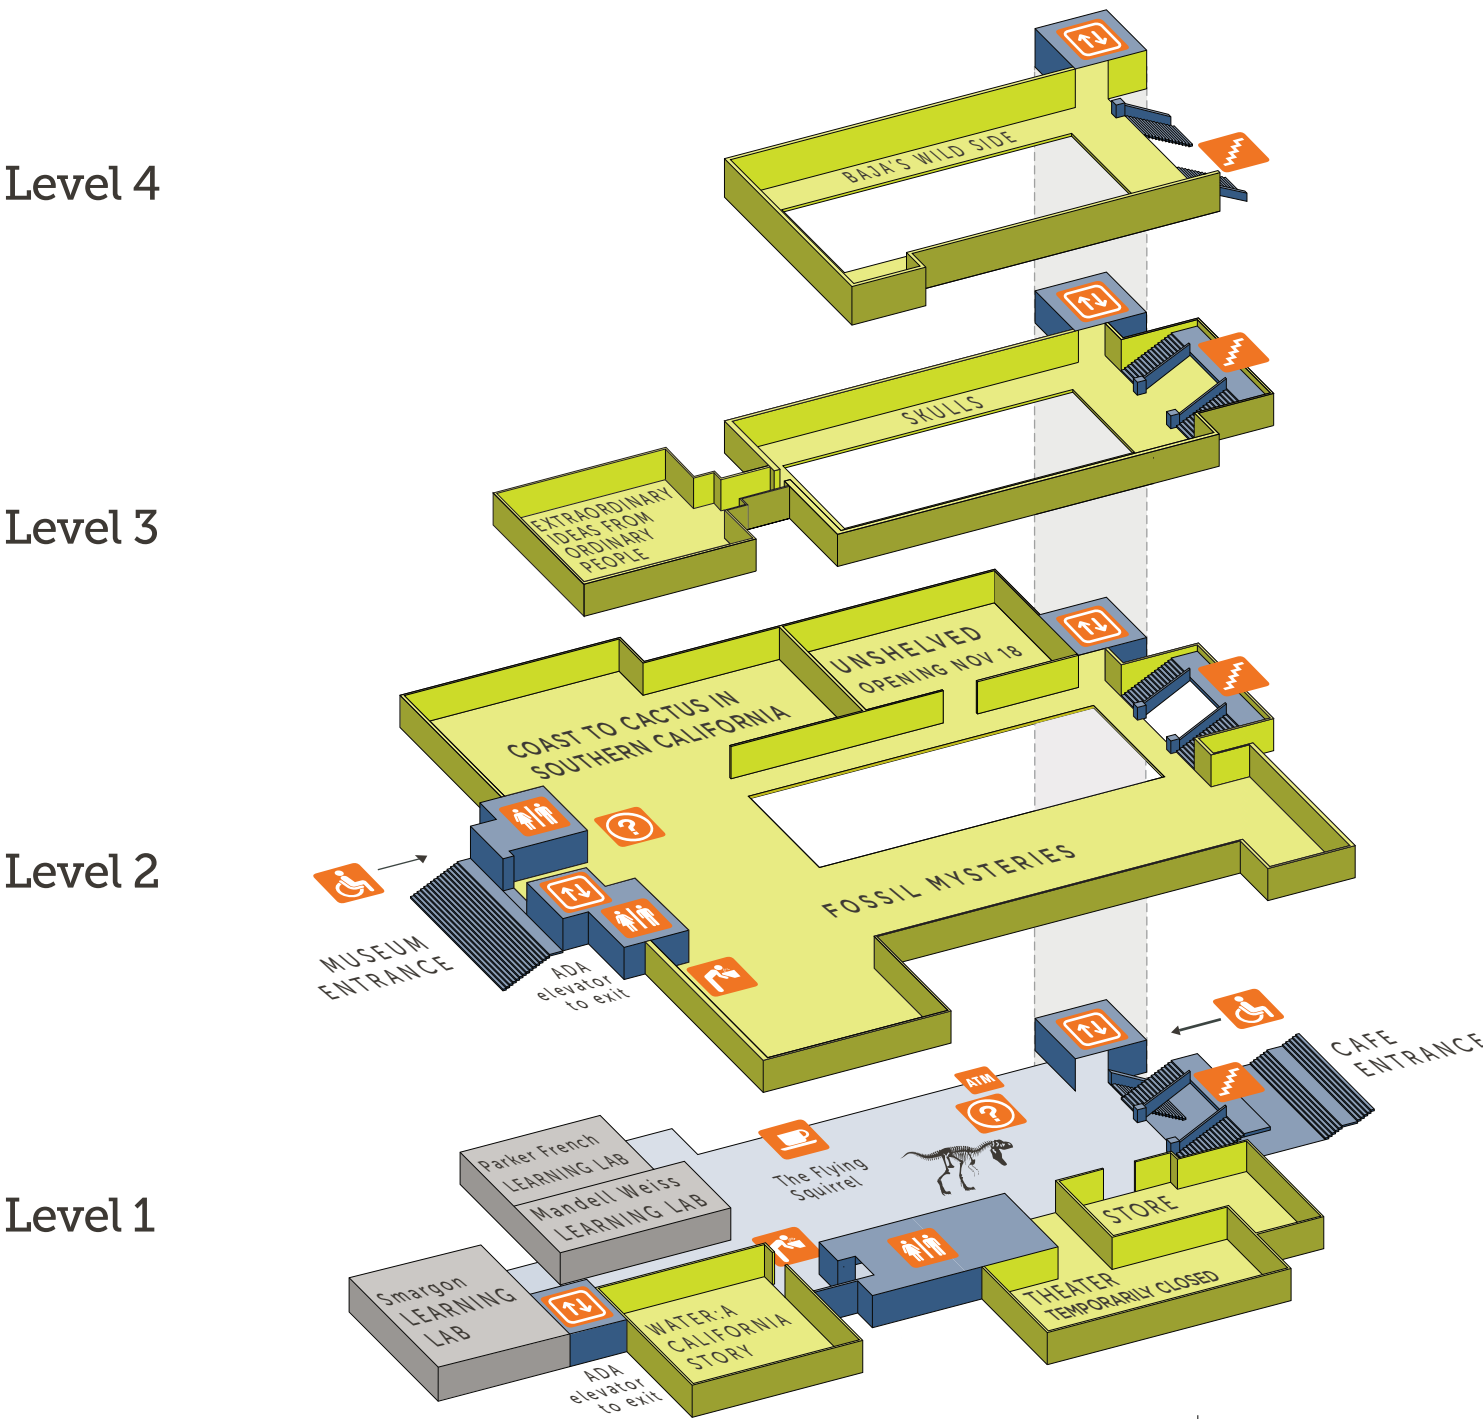 Level 4
BAJA'S WILD SIDE
Level 3
SKULLS
EXTRAORDINARY
IDEAS FROM
ORDINARY
PEOPLE
Level 2
UNSHELVED
OPENING NOV 18
COAST TO CACTUS IN
SOUTHERN CALIFORNIA
?
FOSSIL MYSTERIES
MUSEUM
ENTRANCE
ADA
elevator
to exit
Level 1
CAFE
ENTRANCE
ATM
?
The Flying
Squirrel
Parker French
LEARNING LAB
Mandell Weiss
LEARNING LAB
STORE
THEATER
TEMPORARILY CLOSED
Smargon
LEARNING
LAB
WATER: A
CALIFORNIA
STORY
ADA
elevator
to exit